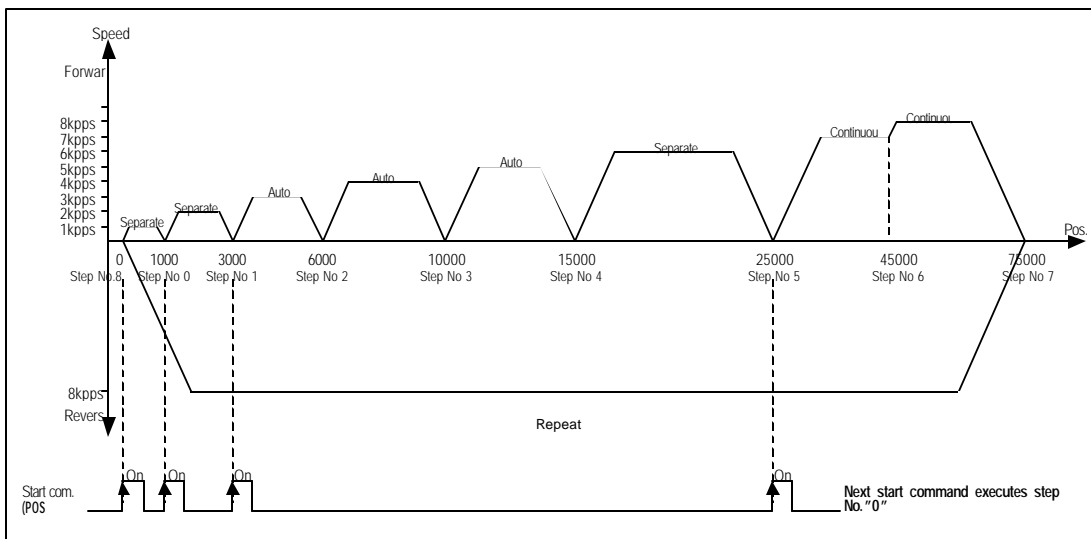 Speed
Forwar
8kpps
7kpps
6kpps
5kpps
4kpps
3kpps
2kpps
1kpps
Separate
Separate
Auto
Auto
Auto
Separate
Continuou
Continuou
Pos.
0 1000 3000 6000 10000 15000 25000 45000 75000
Step No.8 Step No 0 Step No 1 Step No 2 Step No 3 Step No 4 Step No 5 Step No 6 Step No 7
8kpps
Revers
Repeat
On On On On
Start com.
(POS
Next start command executes step
No."0"